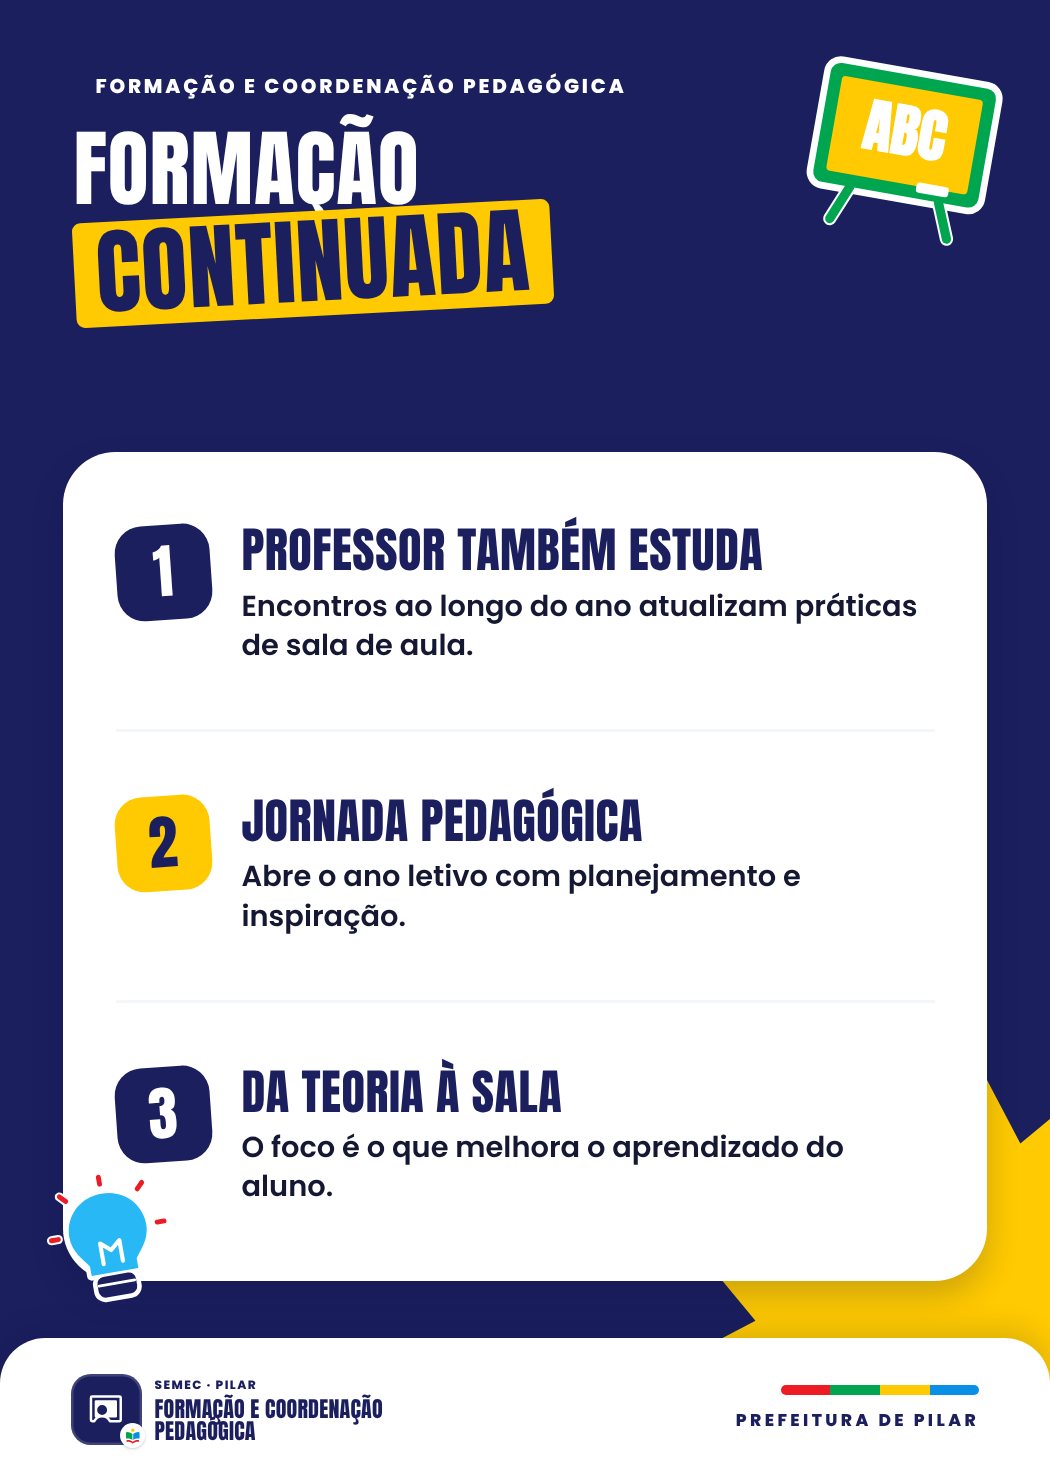 FORMAÇÃO E COORDENAÇÃO PEDAGÓGICA
FORMAÇÃO
CONTINUADA
ABC
1
PROFESSOR TAMBÉM ESTUDA
Encontros ao longo do ano atualizam práticas
de sala de aula.
2
JORNADA PEDAGÓGICA
Abre o ano letivo com planejamento e
inspiração.
3
DA TEORIA À SALA
O foco é o que melhora o aprendizado do
aluno.
SEMEC · PILAR
FORMAÇÃO E COORDENAÇÃO
PEDAGÓGICA
PREFEITURA DE PILAR